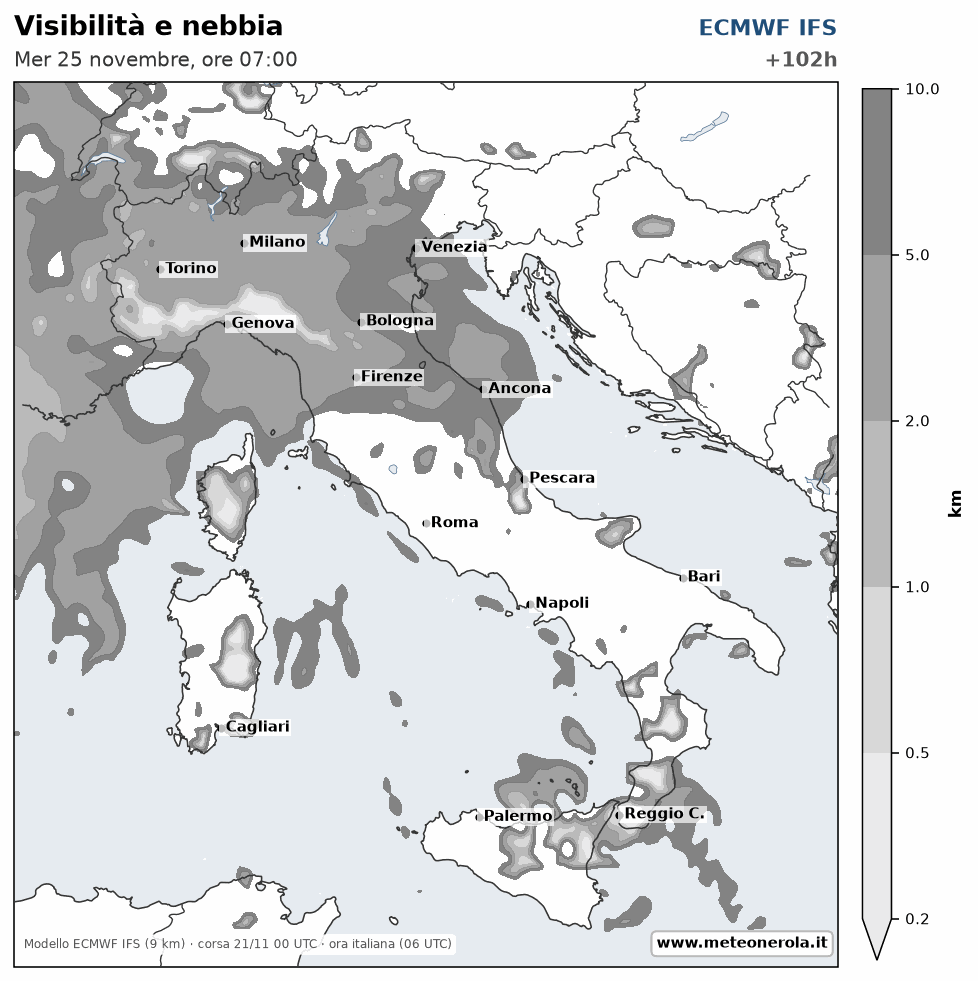 Visibilità e nebbia
ECMWF IFS
Mer 25 novembre, ore 07:00
+102h
10.0
5.0
2.0
1.0
0.5
0.2
km
Milano
Venezia
Torino
Genova
Bologna
Firenze
Ancona
Pescara
Roma
Bari
Napoli
Cagliari
Palermo
Reggio C.
Modello ECMWF IFS (9 km) · corsa 21/11 00 UTC · ora italiana (06 UTC)
www.meteonerola.it